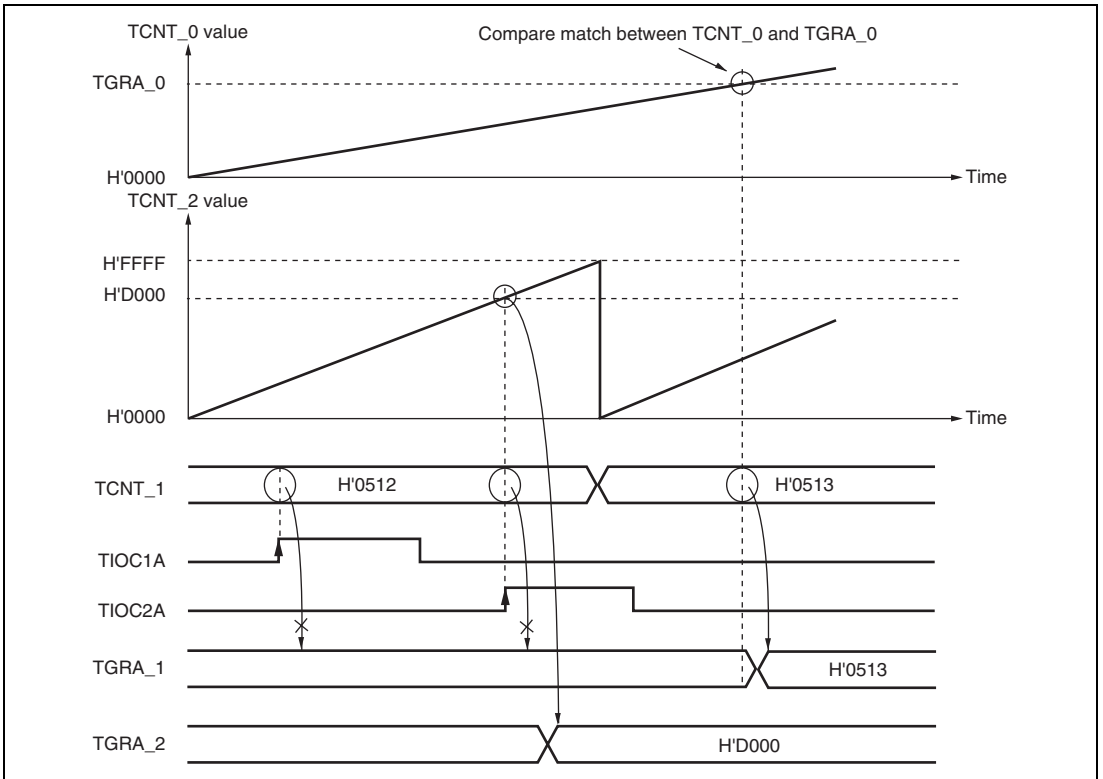 TCNT_0 value
Compare match between TCNT_0 and TGRA_0
TGRA_0
H'0000
Time
TCNT_2 value
H'FFFF
H'D000
H'0000
Time
TCNT_1
H'0512
H'0513
TIOC1A
TIOC2A
TGRA_1
H'0513
TGRA_2
H'D000